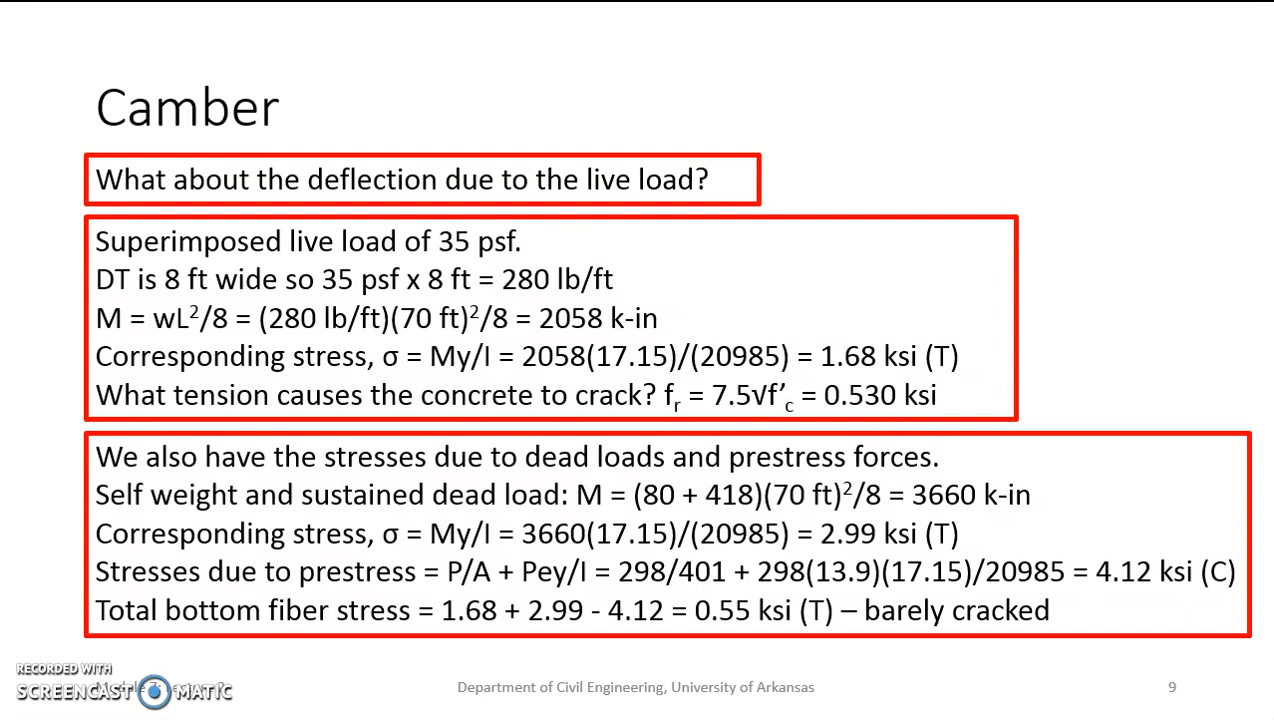 Camber
What about the deflection due to the live load?
Superimposed live load of 35 psf.
DT is 8 ft wide so 35 psf x 8 ft = 280 lb/ft
M = wL²/8 = (280 lb/ft)(70 ft)²/8 = 2058 k-in
Corresponding stress, σ = My/I = 2058(17.15)/(20985) = 1.68 ksi (T)
What tension causes the concrete to crack? fr = 7.5√f’c = 0.530 ksi
We also have the stresses due to dead loads and prestress forces.
Self weight and sustained dead load: M = (80 + 418)(70 ft)²/8 = 3660 k-in
Corresponding stress, σ = My/I = 3660(17.15)/(20985) = 2.99 ksi (T)
Stresses due to prestress = P/A + Pey/I = 298/401 + 298(13.9)(17.15)/20985 = 4.12 ksi (C)
Total bottom fiber stress = 1.68 + 2.99 - 4.12 = 0.55 ksi (T) – barely cracked
RECORDED WITH
SCREENCAST MATIC
Department of Civil Engineering, University of Arkansas
9